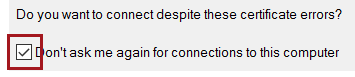 Do you want to connect despite these certificate errors?
Don't ask me again for connections to this computer